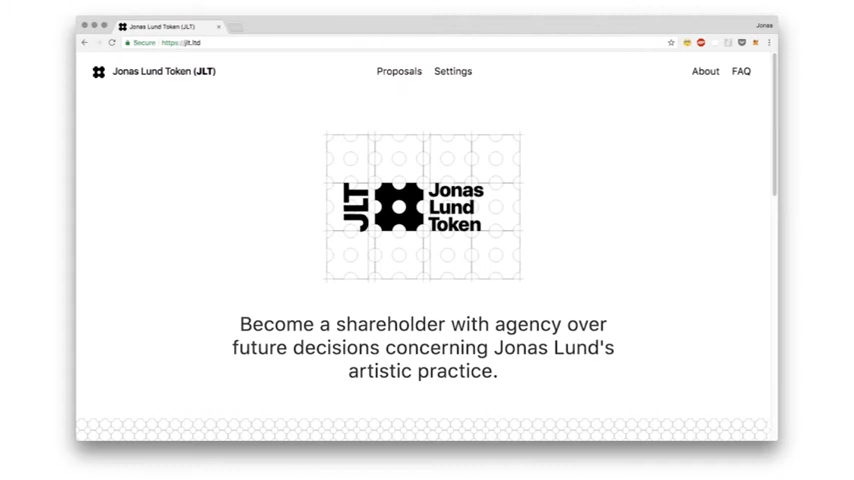 Jonas Lund Token (JLT)
Jonas
Secure
https://jlt.ltd
Jonas Lund Token (JLT)
Proposals
Settings
About
FAQ
JLT
Jonas
Lund
Token
Become a shareholder with agency over
future decisions concerning Jonas Lund's
artistic practice.